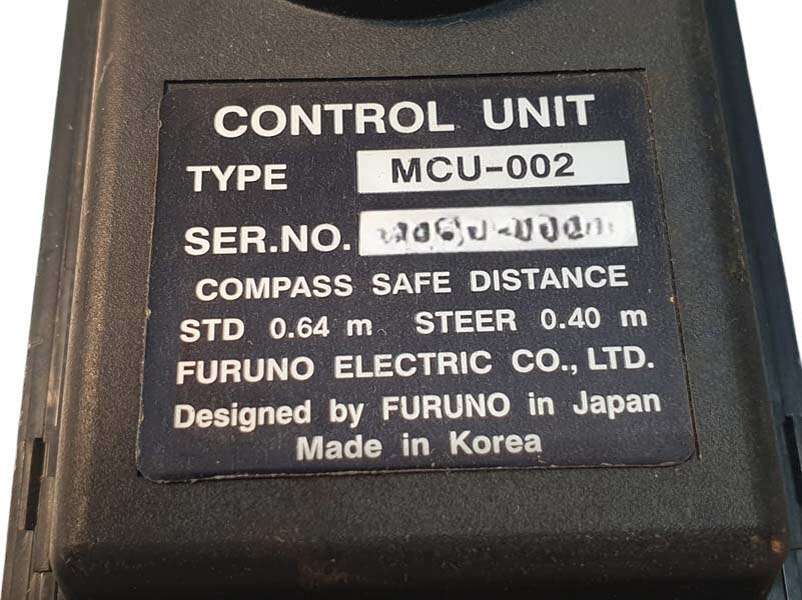 CONTROL UNIT
TYPE MCU-002
SER.NO.
COMPASS SAFE DISTANCE
STD 0.64 m STEER 0.40 m
FURUNO ELECTRIC CO., LTD.
Designed by FURUNO in Japan
Made in Korea